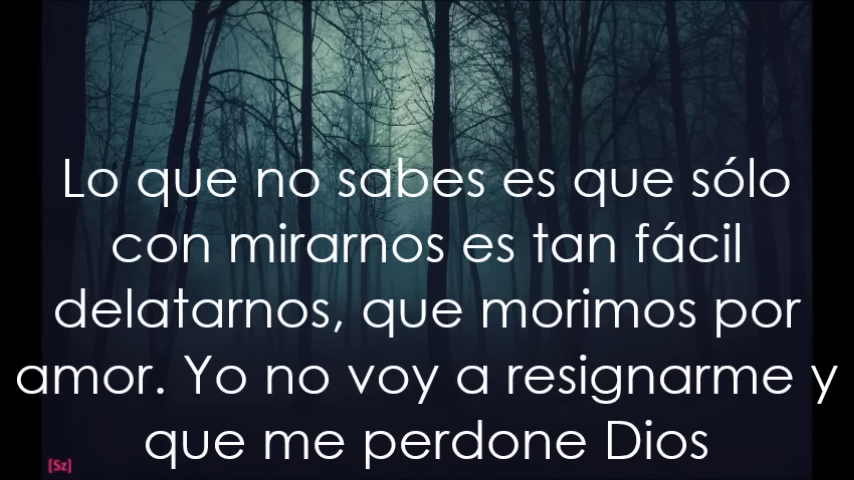 Lo que no sabes es que sólo
con mirarnos es tan fácil
delatarnos, que morimos por
amor. Yo no voy a resignarme y
que me perdone Dios
[Sz]